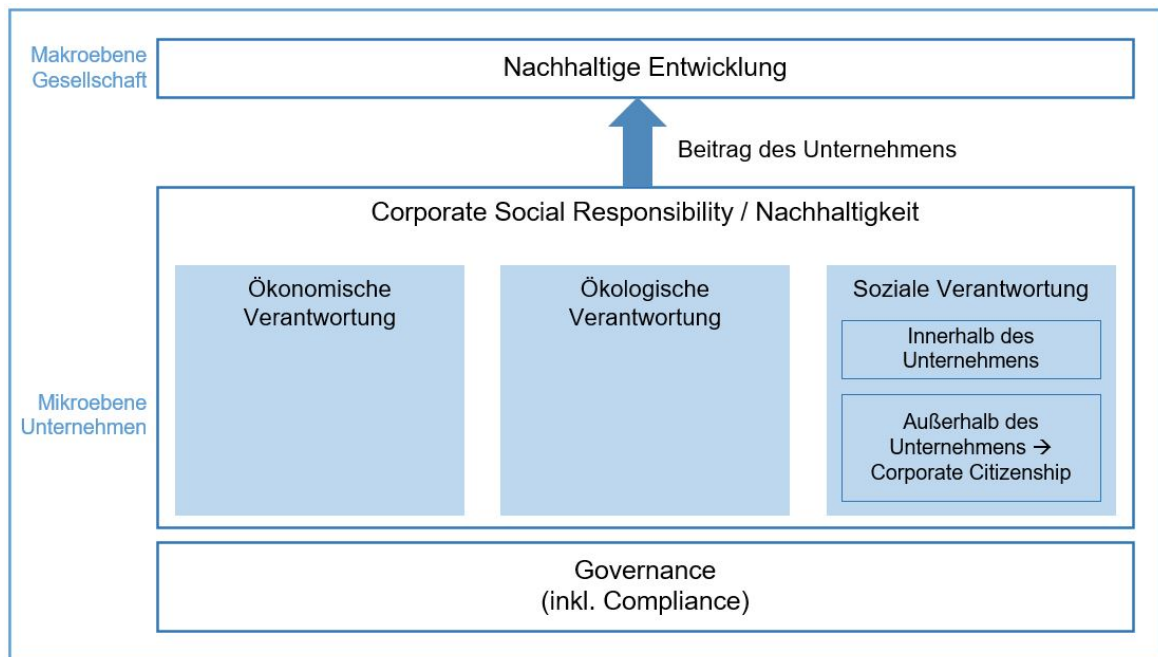 Makroebene
Gesellschaft
Nachhaltige Entwicklung
Beitrag des Unternehmens
Corporate Social Responsibility / Nachhaltigkeit
Ökonomische
Verantwortung
Ökologische
Verantwortung
Soziale Verantwortung
Innerhalb des
Unternehmens
Mikroebene
Unternehmen
Außerhalb des
Unternehmens →
Corporate Citizenship
Governance
(inkl. Compliance)